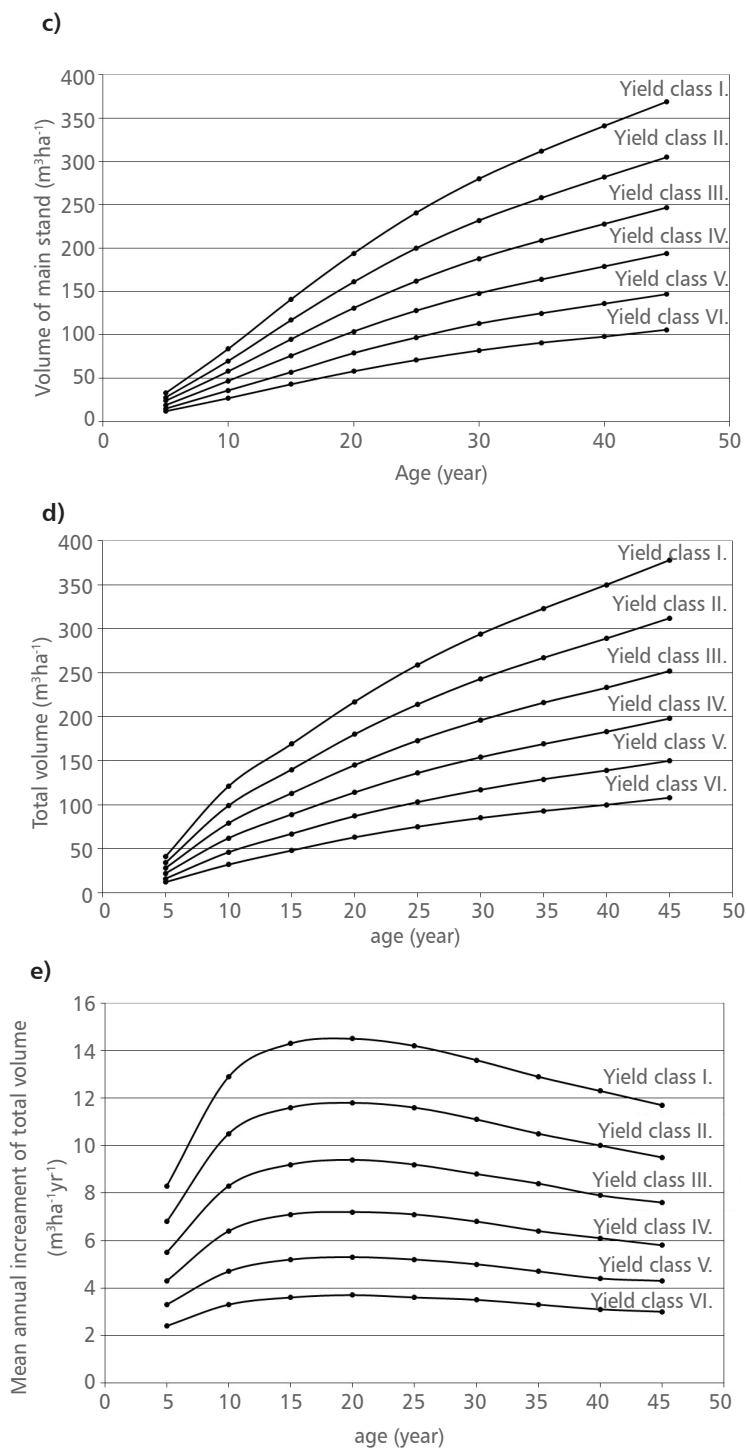 c)
400
350
300
250
200
150
100
50
0
Volume of main stand (m³ha⁻¹)
Yield class I.
Yield class II.
Yield class III.
Yield class IV.
Yield class V.
Yield class VI.
0 10 20 30 40 50
Age (year)
d)
400
350
300
250
200
150
100
50
0
Total volume (m³ha⁻¹)
Yield class I.
Yield class II.
Yield class III.
Yield class IV.
Yield class V.
Yield class VI.
0 5 10 15 20 25 30 35 40 45 50
age (year)
e)
16
14
12
10
8
6
4
2
0
Mean annual increament of total volume
(m³ha⁻¹yr¹)
Yield class I.
Yield class II.
Yield class III.
Yield class IV.
Yield class V.
Yield class VI.
0 5 10 15 20 25 30 35 40 45 50
age (year)